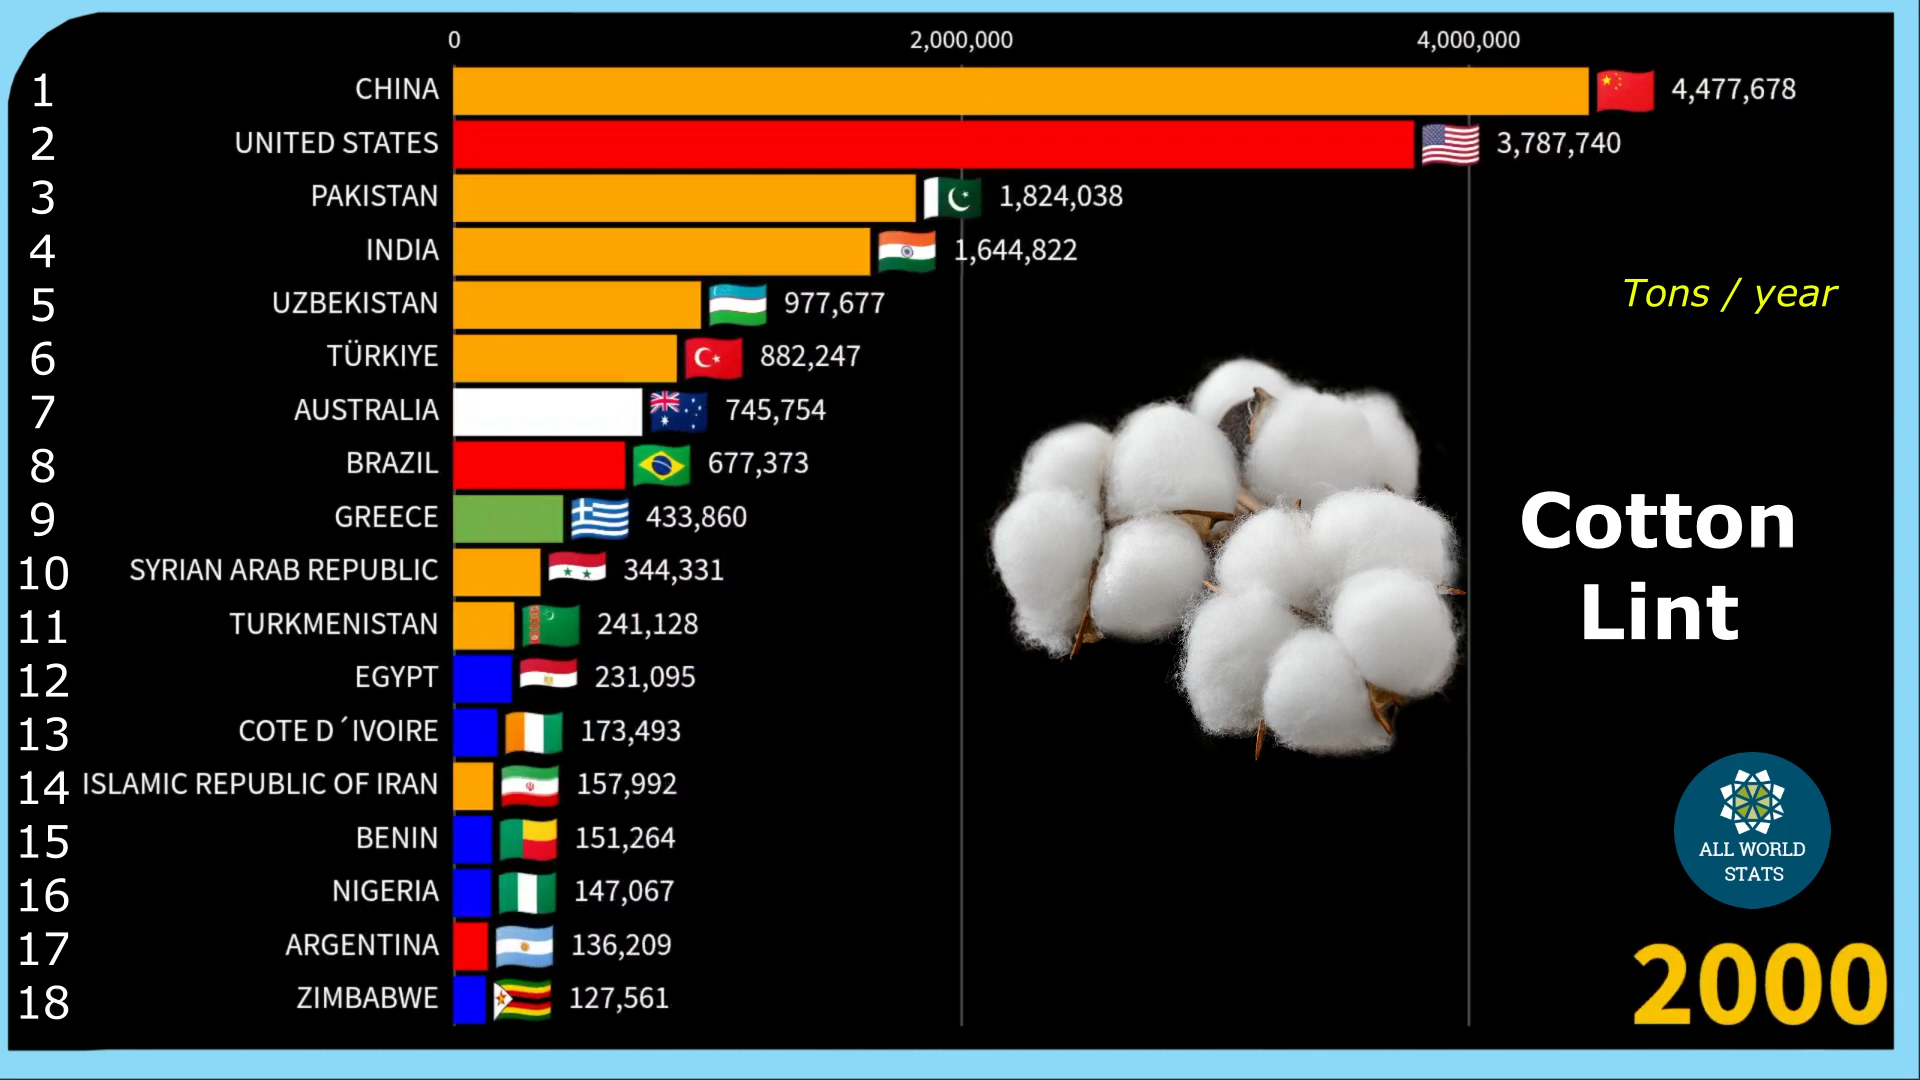 0 2,000,000 4,000,000
1 CHINA 4,477,678
2 UNITED STATES 3,787,740
3 PAKISTAN 1,824,038
4 INDIA 1,644,822
5 UZBEKISTAN 977,677
Tons / year
6 TÜRKIYE 882,247
7 AUSTRALIA 745,754
8 BRAZIL 677,373
9 GREECE 433,860
Cotton
Lint
10 SYRIAN ARAB REPUBLIC 344,331
11 TURKMENISTAN 241,128
12 EGYPT 231,095
13 COTE D´IVOIRE 173,493
14 ISLAMIC REPUBLIC OF IRAN 157,992
15 BENIN 151,264
ALL WORLD
STATS
16 NIGERIA 147,067
17 ARGENTINA 136,209
18 ZIMBABWE 127,561
2000